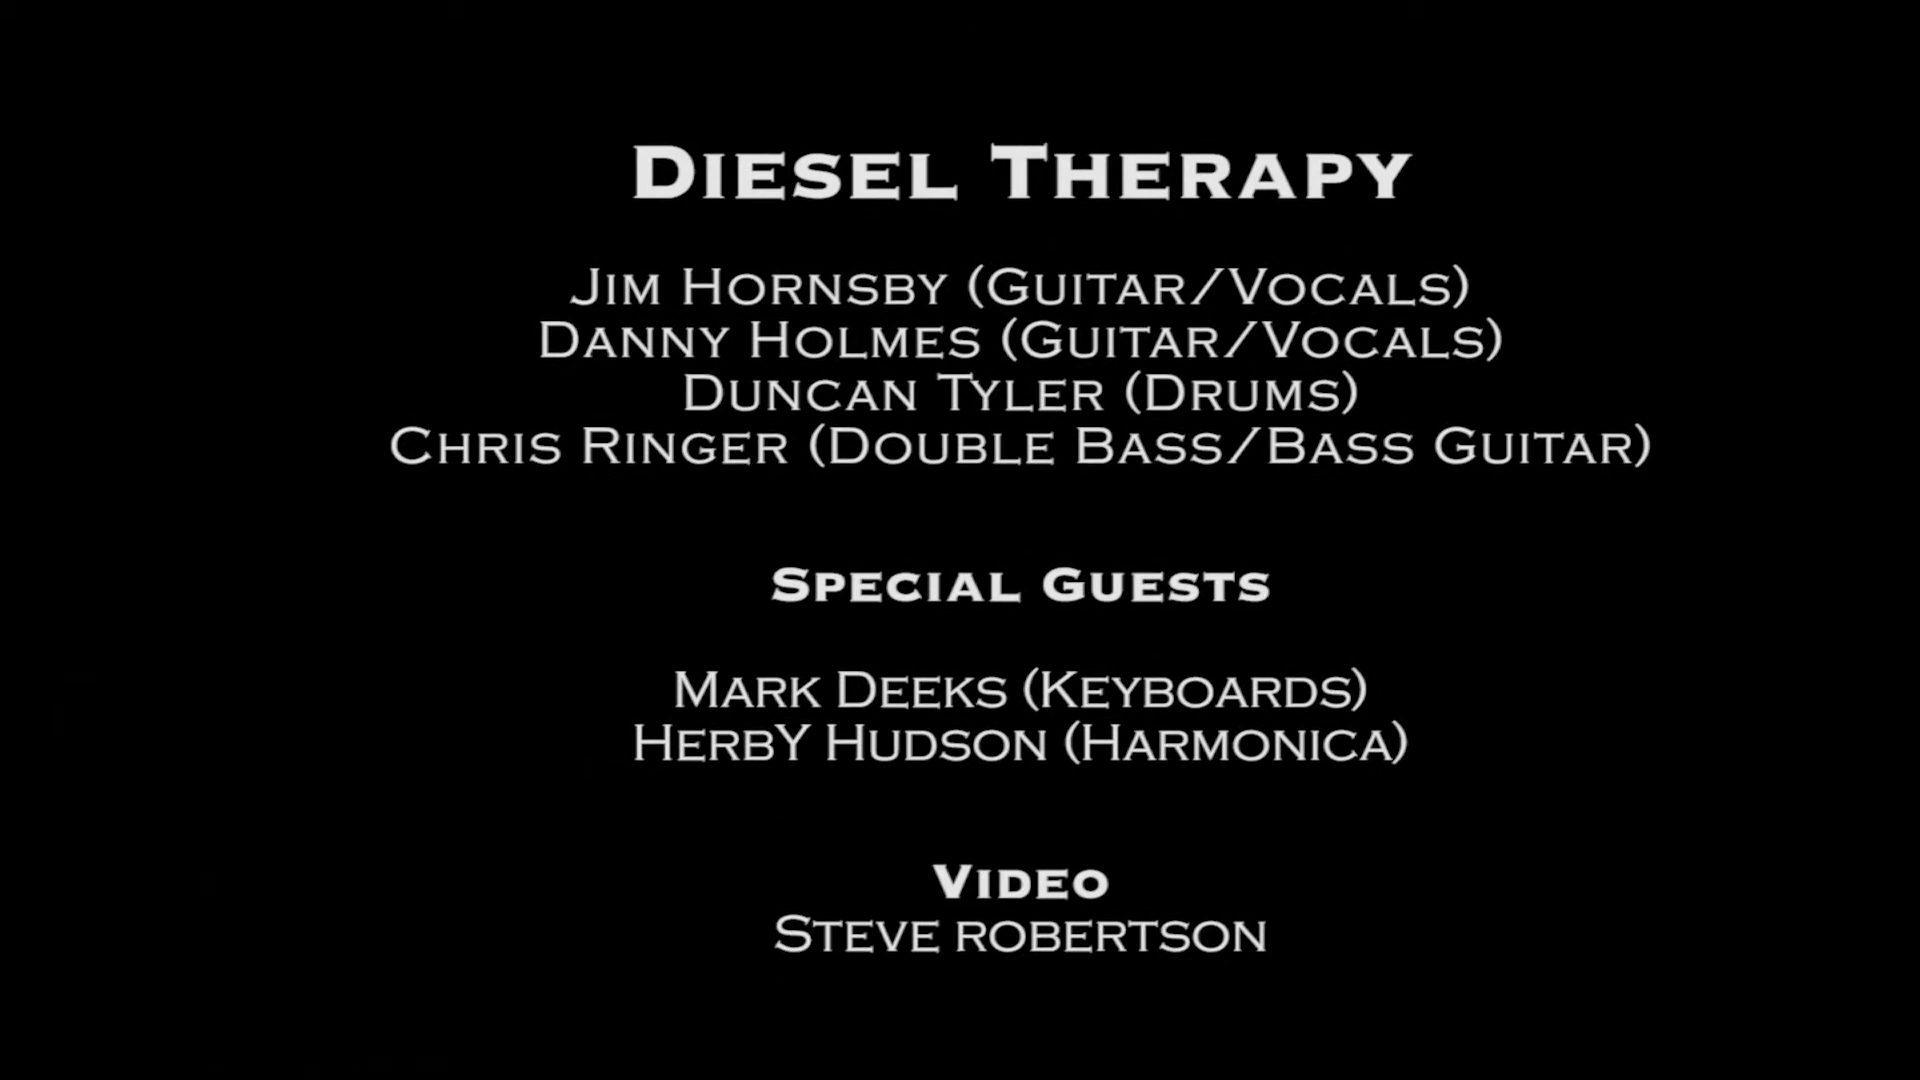 Diesel Therapy
Jim Hornsby (Guitar/Vocals)
Danny Holmes (Guitar/Vocals)
Duncan Tyler (Drums)
Chris Ringer (Double Bass/Bass Guitar)
Special Guests
Mark Deeks (Keyboards)
HerbY Hudson (Harmonica)
Video
Steve robertson